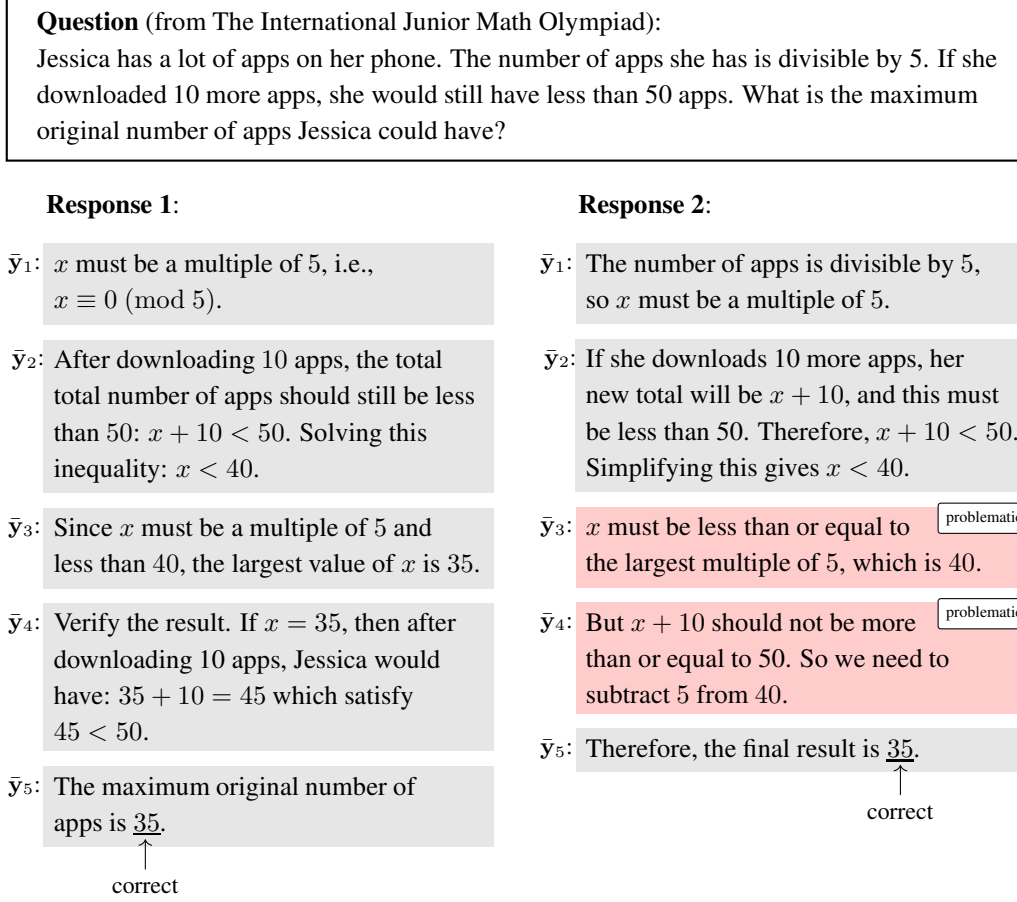 Question (from The International Junior Math Olympiad):
Jessica has a lot of apps on her phone. The number of apps she has is divisible by 5. If she
downloaded 10 more apps, she would still have less than 50 apps. What is the maximum
original number of apps Jessica could have?
Response 1:
ȳ₁: x must be a multiple of 5, i.e.,
x ≡ 0 (mod 5).
ȳ₂: After downloading 10 apps, the total
total number of apps should still be less
than 50: x + 10 < 50. Solving this
inequality: x < 40.
ȳ₃: Since x must be a multiple of 5 and
less than 40, the largest value of x is 35.
ȳ₄: Verify the result. If x = 35, then after
downloading 10 apps, Jessica would
have: 35 + 10 = 45 which satisfy
45 < 50.
ȳ₅: The maximum original number of
apps is 35.
correct
Response 2:
ȳ₁: The number of apps is divisible by 5,
so x must be a multiple of 5.
ȳ₂: If she downloads 10 more apps, her
new total will be x + 10, and this must
be less than 50. Therefore, x + 10 < 50.
Simplifying this gives x < 40.
problematic
ȳ₃: x must be less than or equal to
the largest multiple of 5, which is 40.
problematic
ȳ₄: But x + 10 should not be more
than or equal to 50. So we need to
subtract 5 from 40.
ȳ₅: Therefore, the final result is 35.
correct